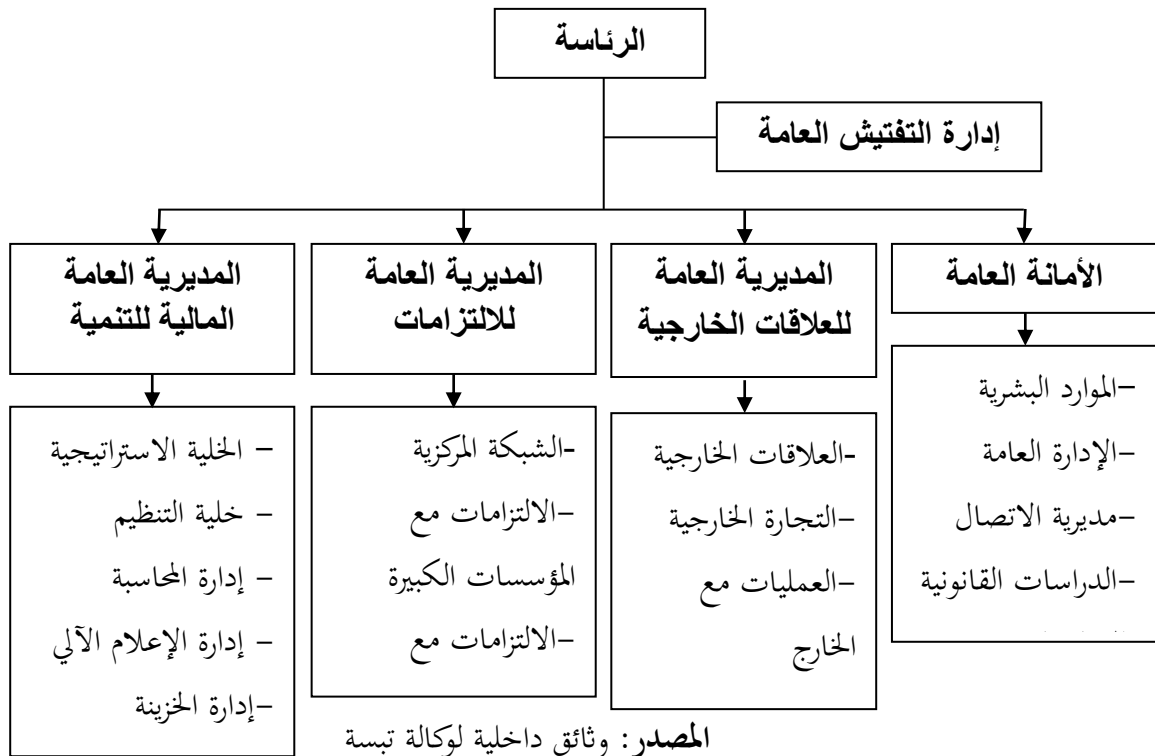 الرئاسة
إدارة التفتيش العامة
الأمانة العامة
المديرية العامة
للعلاقات الخارجية
المديرية العامة
للالتزامات
المديرية العامة
المالية للتنمية
–الموارد البشرية
–الإدارة العامة
–مديرية الاتصال
–الدراسات القانونية
-العلاقات الخارجية
–التجارة الخارجية
–العمليات مع
الخارج
-الشبكة المركزية
–الالتزامات مع
المؤسسات الكبيرة
–الالتزامات مع
– الخلية الاستراتيجية
– خلية التنظيم
– إدارة المحاسبة
– إدارة الإعلام الآلي
–إدارة الخزينة
المصدر: وثائق داخلية لوكالة تبسة